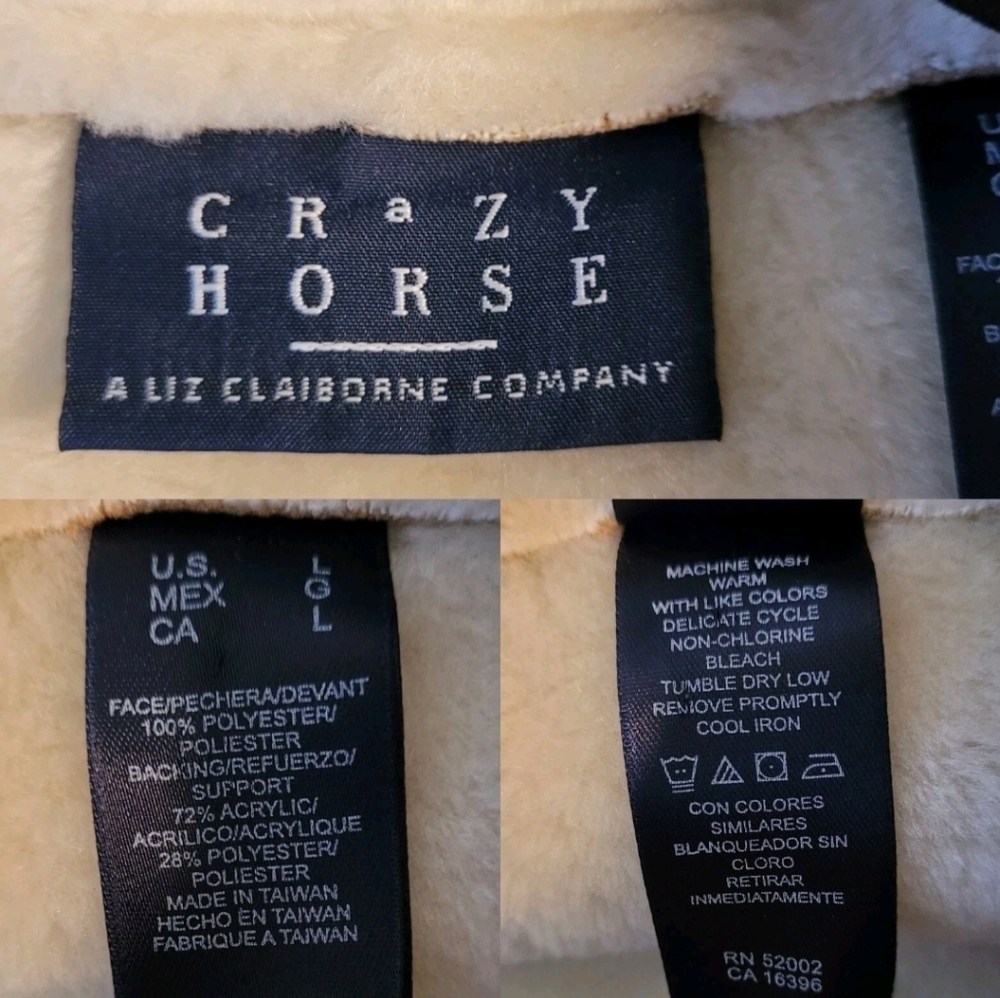 CRaZY
HORSE
A LIZ CLAIBORNE COMPANY
U.S. L
MEX G
CA L
FACE/PECHERA/DEVANT
100% POLYESTER/
POLIESTER
BACKING/REFUERZO/
SUPPORT
72% ACRYLIC/
ACRILICO/ACRYLIQUE
28% POLYESTER/
POLIESTER
MADE IN TAIWAN
HECHO EN TAIWAN
FABRIQUE A TAIWAN
MACHINE WASH
WARM
WITH LIKE COLORS
DELICATE CYCLE
NON-CHLORINE
BLEACH
TUMBLE DRY LOW
REMOVE PROMPTLY
COOL IRON
CON COLORES
SIMILARES
BLANQUEADOR SIN
CLORO
RETIRAR
INMEDIATAMENTE
RN 52002
CA 16396